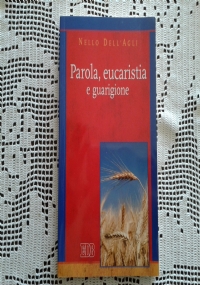 NELLO DELL'AGLI
Parola, eucaristia
e guarigione
EDB